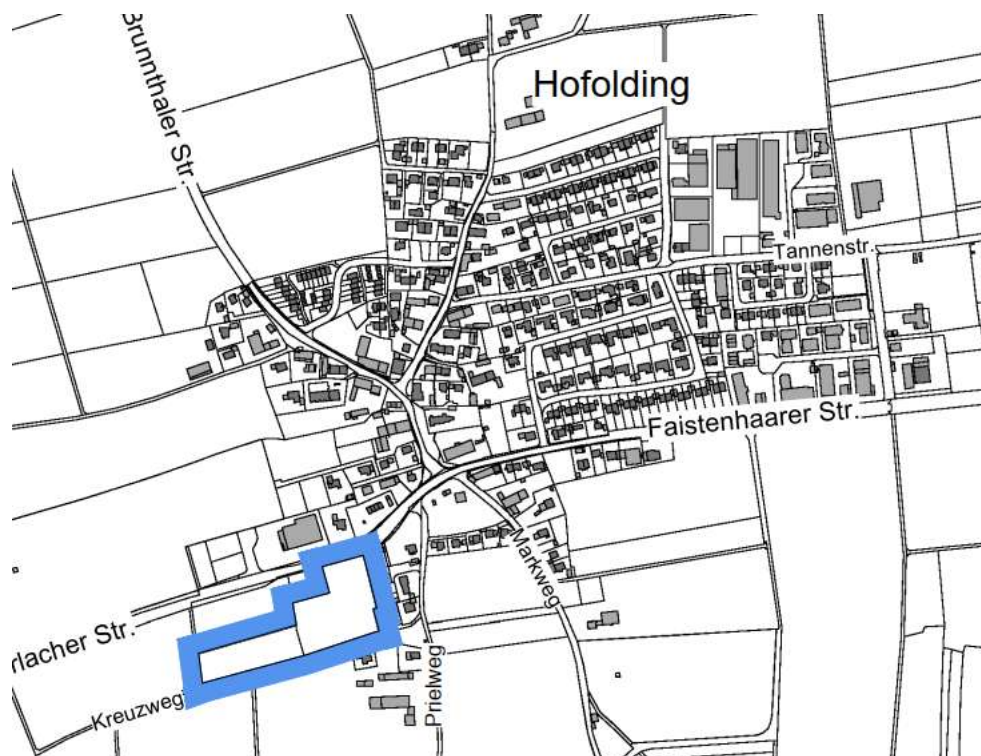 Brunnthaler Str.
Hofolding
Tannenstr.
Faistenhaarer Str.
Markweg
rlacher Str.
Kreuzweg
Prielweg